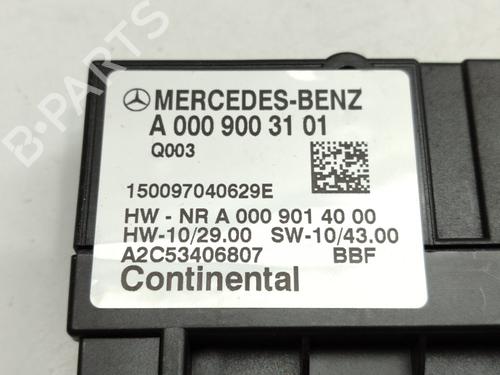 MERCEDES-BENZ
A 000 900 31 01
Q003
150097040629E
HW - NR A 000 901 40 00
HW-10/29.00 SW-10/43.00
A2C53406807 BBF
Continental
B-PARTS